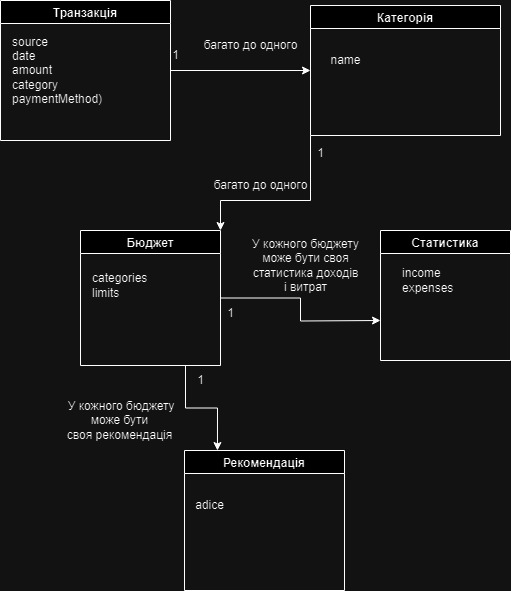 Транзакція
source
date
amount
category
paymentMethod)
1
багато до одного
Категорія
name
1
багато до одного
Бюджет
categories
limits
1
У кожного бюджету
може бути своя
статистика доходів
і витрат
Статистика
income
expenses
1
У кожного бюджету
може бути
своя рекомендація
Рекомендація
adice